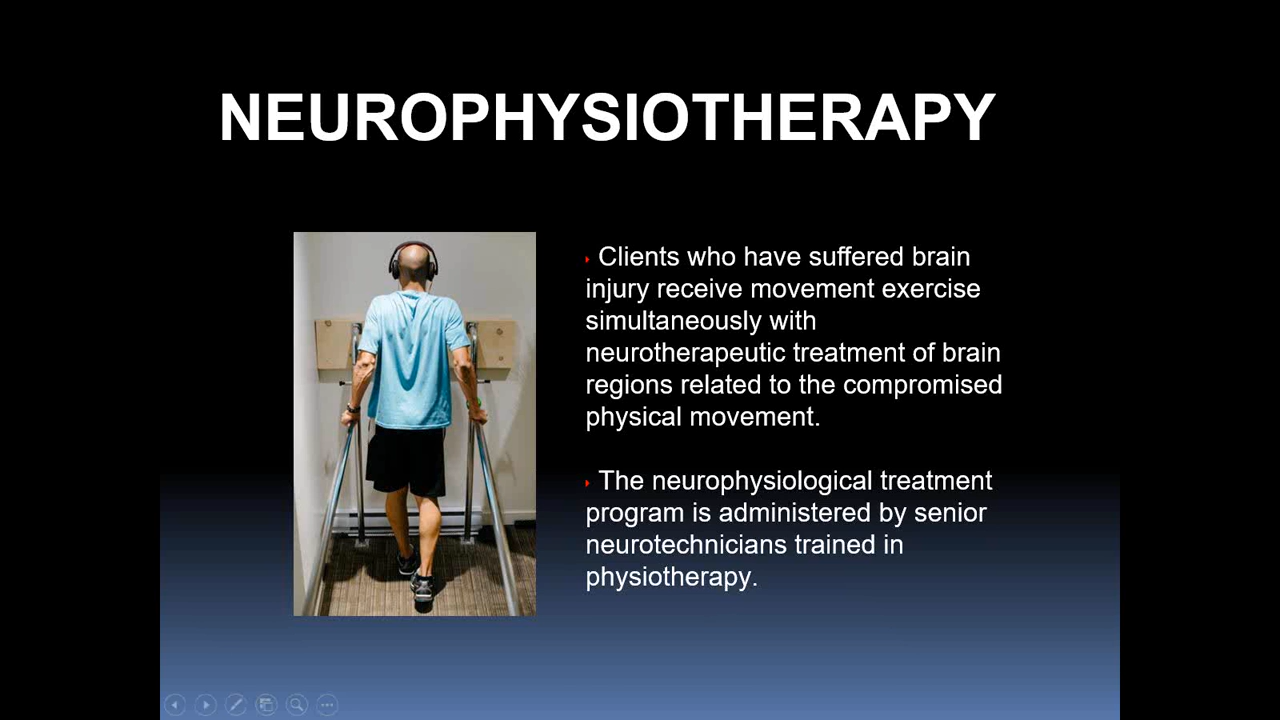 NEUROPHYSIOTHERAPY
Clients who have suffered brain
injury receive movement exercise
simultaneously with
neurotherapeutic treatment of brain
regions related to the compromised
physical movement.
The neurophysiological treatment
program is administered by senior
neurotechnicians trained in
physiotherapy.